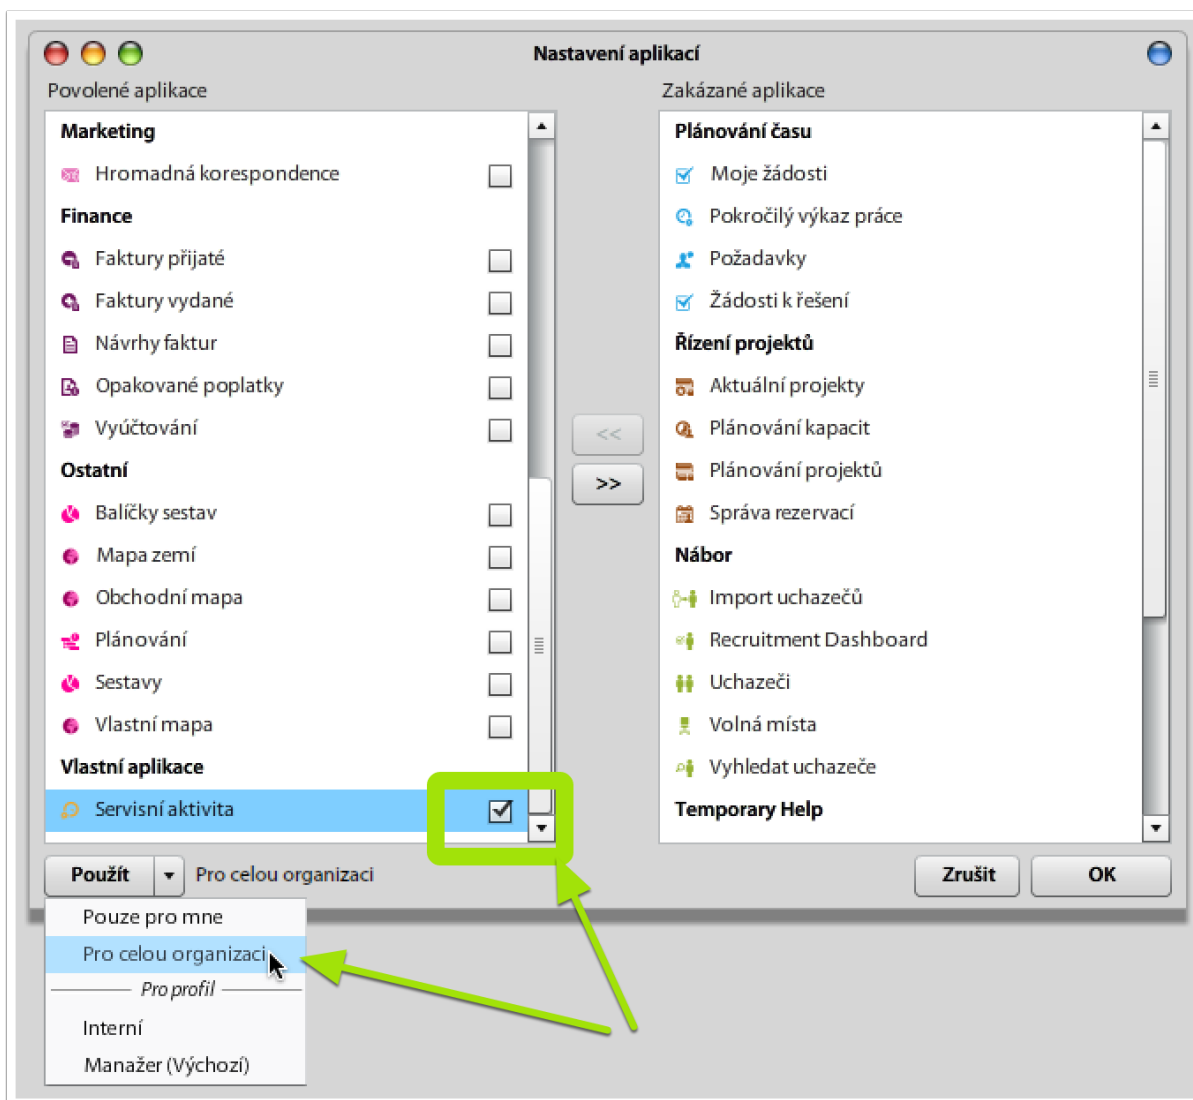 Nastavení aplikací
Povolené aplikace
Marketing
Hromadná korespondence
Finance
Faktury přijaté
Faktury vydané
Návrhy faktur
Opakované poplatky
Vyúčtování
Ostatní
Balíčky sestav
Mapa zemí
Obchodní mapa
Plánování
Sestavy
Vlastní mapa
Vlastní aplikace
Servisní aktivita
<<
>>
Zakázané aplikace
Plánování času
Moje žádosti
Pokročilý výkaz práce
Požadavky
Žádosti k řešení
Řízení projektů
Aktuální projekty
Plánování kapacit
Plánování projektů
Správa rezervací
Nábor
Import uchazečů
Recruitment Dashboard
Uchazeči
Volná místa
Vyhledat uchazeče
Temporary Help
Použít Pro celou organizaci
Zrušit OK
Pouze pro mne
Pro celou organizaci
Pro profil
Interní
Manažer (Výchozí)